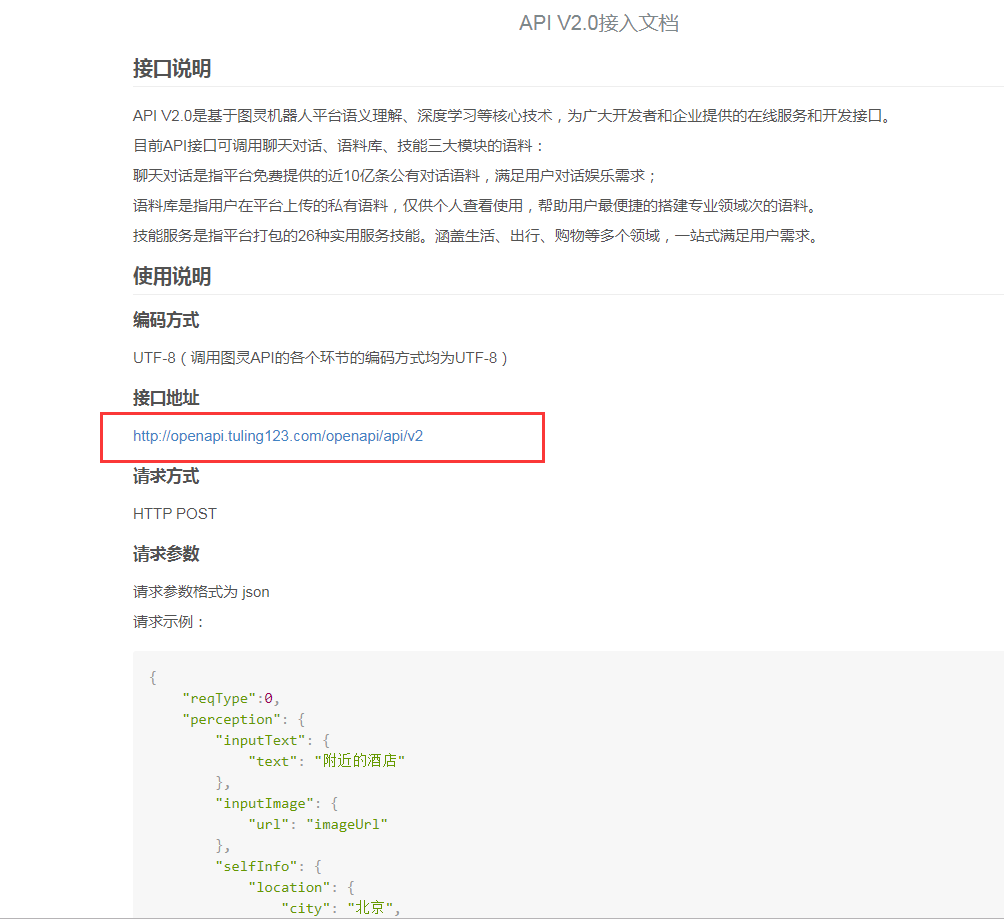 API V2.0接入文档
接口说明
API V2.0是基于图灵机器人平台语义理解、深度学习等核心技术，为广大开发者和企业提供的在线服务和开发接口。
目前API接口可调用聊天对话、语料库、技能三大模块的语料：
聊天对话是指平台免费提供的近10亿条公有对话语料，满足用户对话娱乐需求；
语料库是指用户在平台上传的私有语料，仅供个人查看使用，帮助用户最便捷的搭建专业领域次的语料。
技能服务是指平台打包的26种实用服务技能。涵盖生活、出行、购物等多个领域，一站式满足用户需求。
使用说明
编码方式
UTF-8（调用图灵API的各个环节的编码方式均为UTF-8）
接口地址
http://openapi.tuling123.com/openapi/api/v2
请求方式
HTTP POST
请求参数
请求参数格式为 json
请求示例：
{
"reqType":0,
"perception": {
"inputText": {
"text": "附近的酒店"
},
"inputImage": {
"url": "imageUrl"
},
"selfInfo": {
"location": {
"city": "北京",